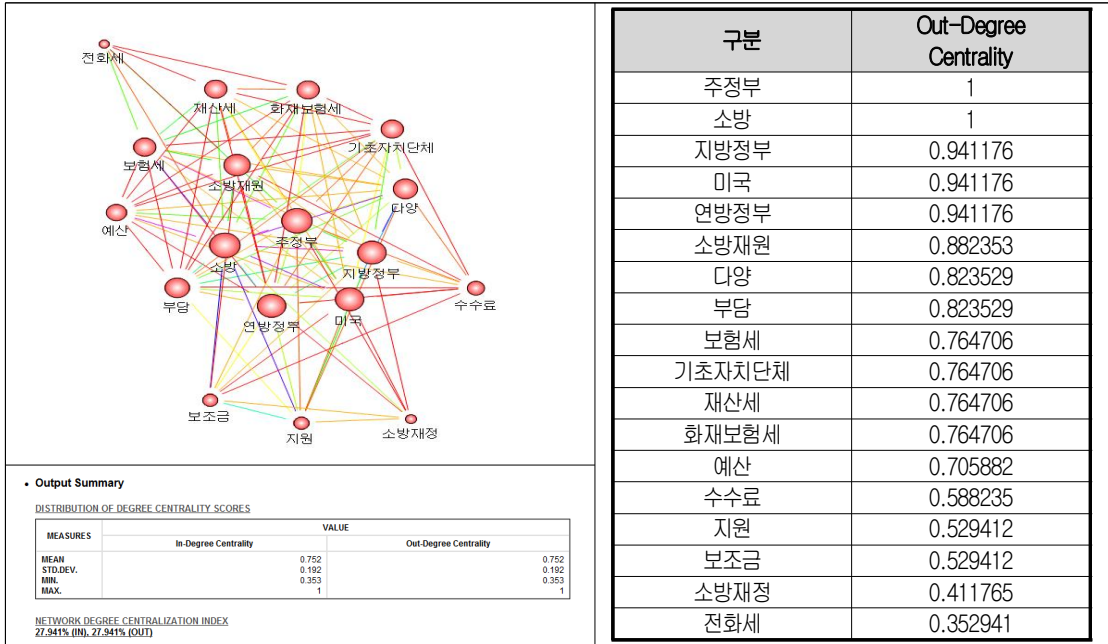 전화세
재산세
화재보험세
기초자치단체
보험세
소방재원
다양
예산
주정부
소방
지방정부
부담
연방정부
미국
수수료
보조금
지원
소방재정
• Output Summary
DISTRIBUTION OF DEGREE CENTRALITY SCORES
MEASURES VALUE
In-Degree Centrality Out-Degree Centrality
MEAN 0.752 0.752
STD.DEV. 0.192 0.192
MIN. 0.353 0.353
MAX. 1 1
NETWORK DEGREE CENTRALIZATION INDEX
27.941% (IN), 27.941% (OUT)
구분 Out-Degree
Centrality
주정부 1
소방 1
지방정부 0.941176
미국 0.941176
연방정부 0.941176
소방재원 0.882353
다양 0.823529
부담 0.823529
보험세 0.764706
기초자치단체 0.764706
재산세 0.764706
화재보험세 0.764706
예산 0.705882
수수료 0.588235
지원 0.529412
보조금 0.529412
소방재정 0.411765
전화세 0.352941